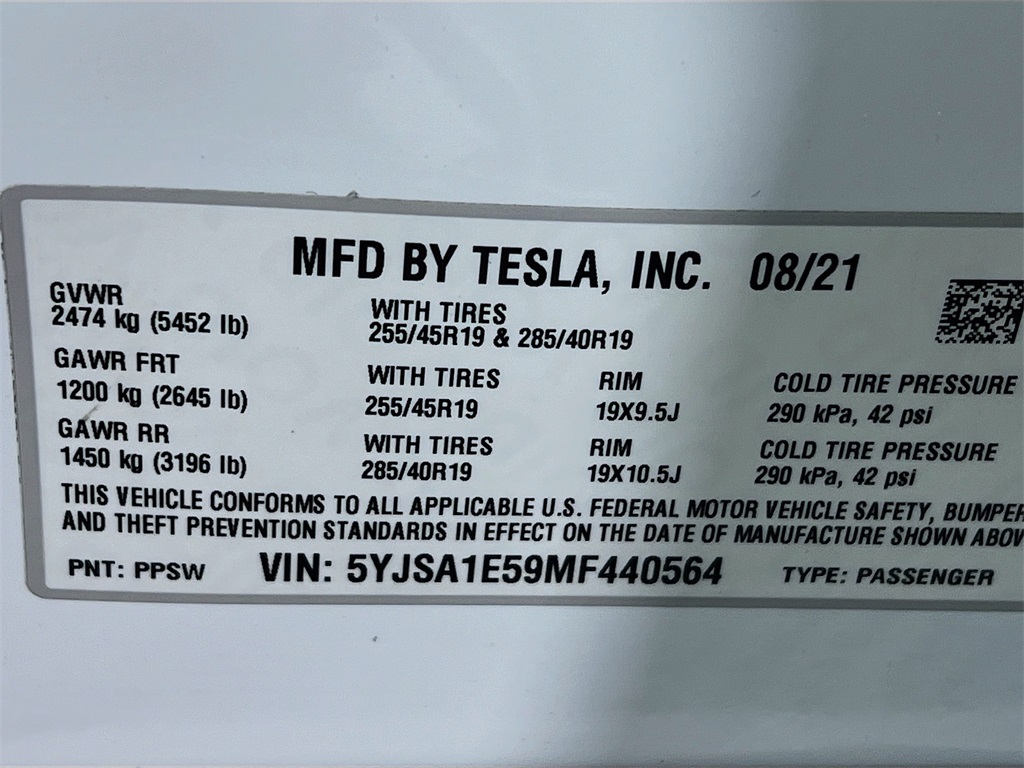 MFD BY TESLA, INC. 08/21
GVWR
2474 kg (5452 lb)
WITH TIRES
255/45R19 & 285/40R19
GAWR FRT
1200 kg (2645 lb)
WITH TIRES
255/45R19
RIM
19X9.5J
COLD TIRE PRESSURE
290 kPa, 42 psi
GAWR RR
1450 kg (3196 lb)
WITH TIRES
285/40R19
RIM
19X10.5J
COLD TIRE PRESSURE
290 kPa, 42 psi
THIS VEHICLE CONFORMS TO ALL APPLICABLE U.S. FEDERAL MOTOR VEHICLE SAFETY, BUMPER
AND THEFT PREVENTION STANDARDS IN EFFECT ON THE DATE OF MANUFACTURE SHOWN ABOV
PNT: PPSW VIN: 5YJSA1E59MF440564 TYPE: PASSENGER